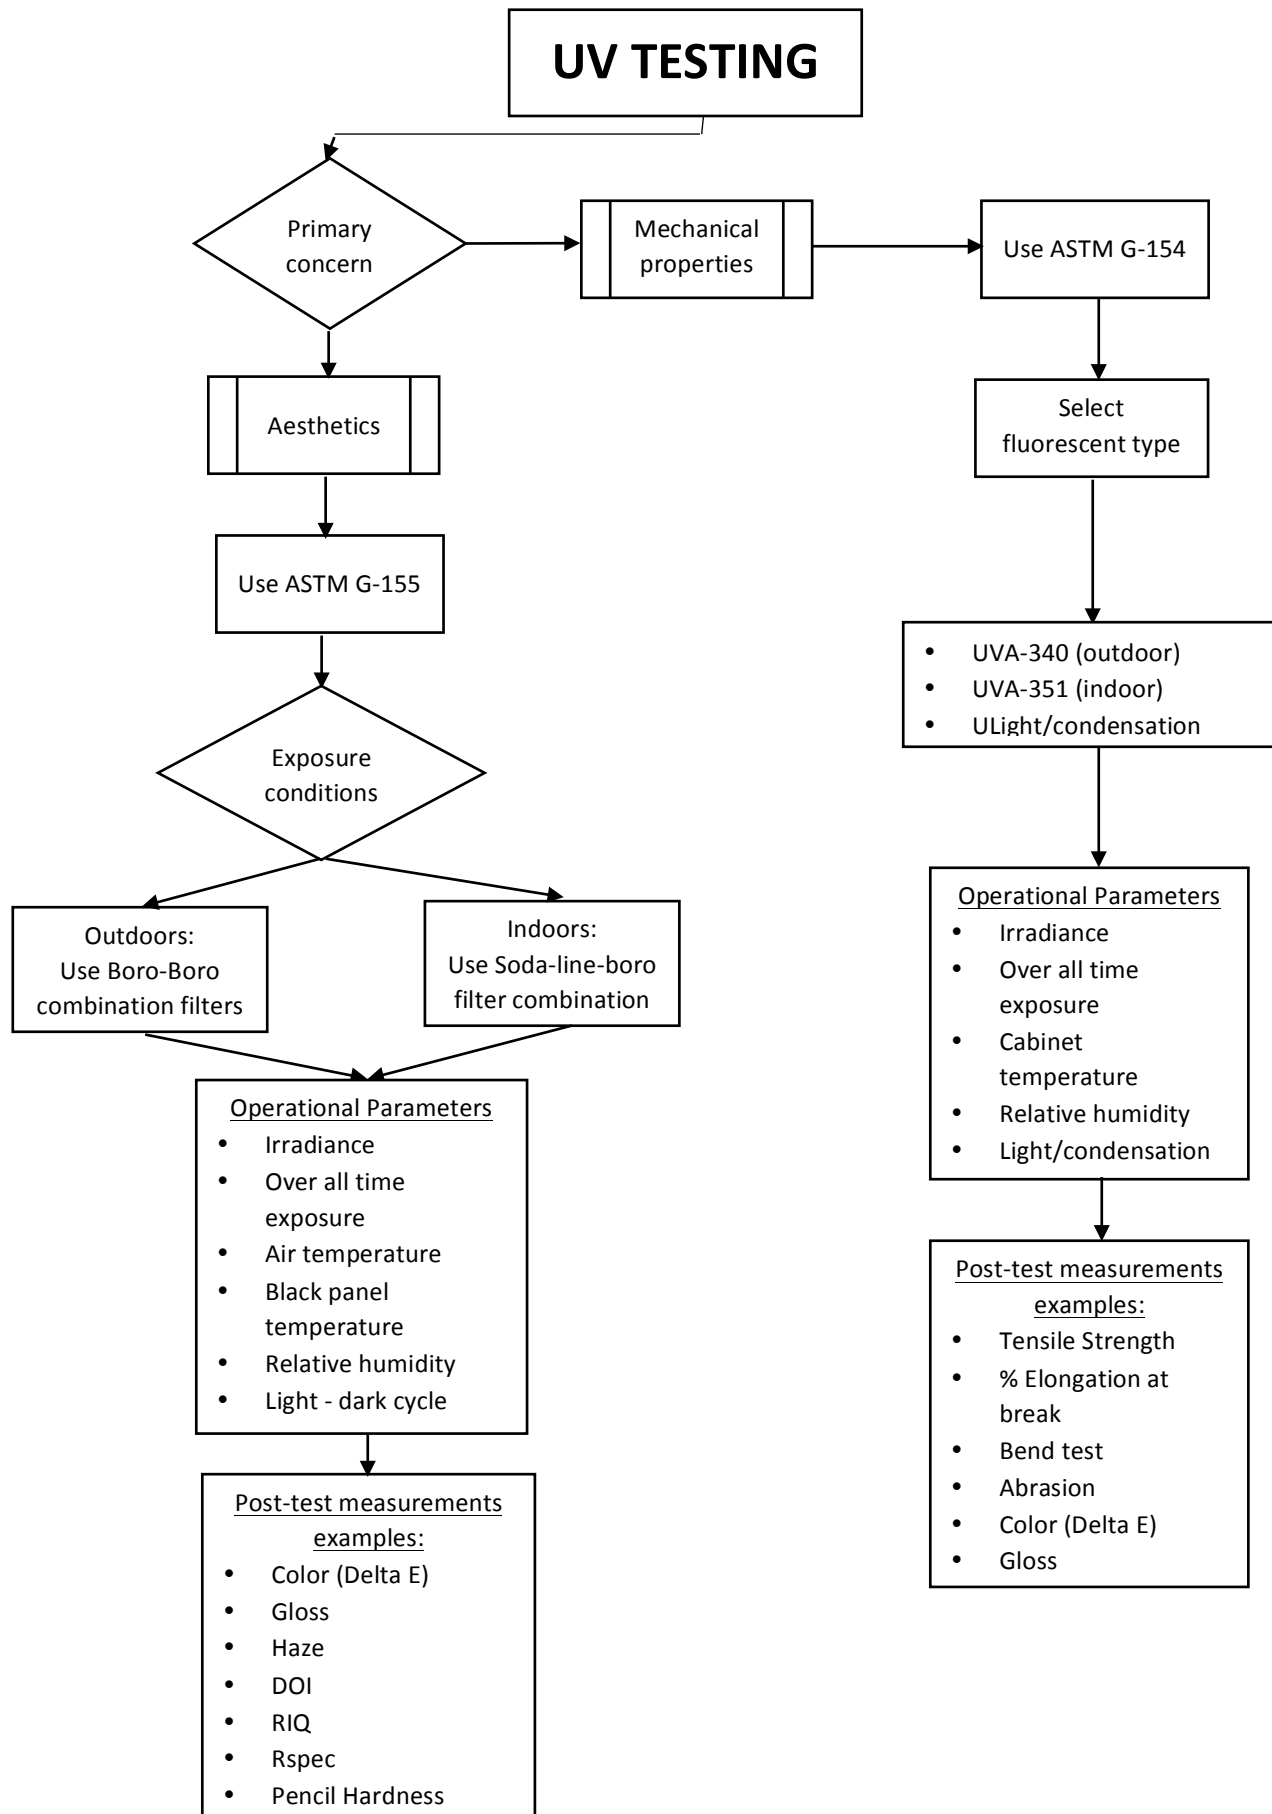 UV TESTING
Primary
concern
Mechanical
properties
Use ASTM G-154
Aesthetics
Select
fluorescent type
Use ASTM G-155
• UVA-340 (outdoor)
• UVA-351 (indoor)
• ULight/condensation
Exposure
conditions
Outdoors:
Use Boro-Boro
combination filters
Indoors:
Use Soda-line-boro
filter combination
Operational Parameters
• Irradiance
• Over all time
exposure
• Cabinet
temperature
• Relative humidity
• Light/condensation
Operational Parameters
• Irradiance
• Over all time
exposure
• Air temperature
• Black panel
temperature
• Relative humidity
• Light - dark cycle
Post-test measurements
examples:
• Tensile Strength
• % Elongation at
break
• Bend test
• Abrasion
• Color (Delta E)
• Gloss
Post-test measurements
examples:
• Color (Delta E)
• Gloss
• Haze
• DOI
• RIQ
• Rspec
• Pencil Hardness